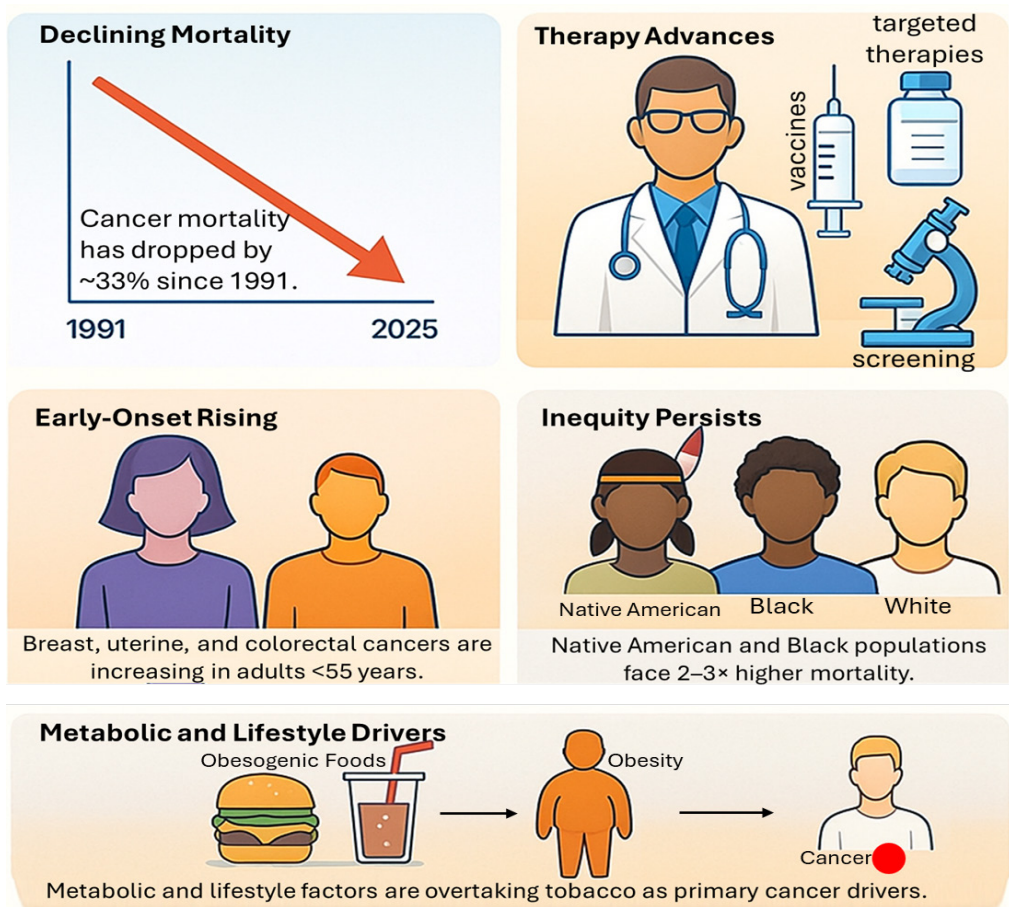 Declining Mortality
Cancer mortality
has dropped by
~33% since 1991.
1991
2025
Therapy Advances
targeted
therapies
vaccines
screening
Early-Onset Rising
Breast, uterine, and colorectal cancers are
increasing in adults <55 years.
Inequity Persists
Native American
Black
White
Native American and Black populations
face 2–3× higher mortality.
Metabolic and Lifestyle Drivers
Obesogenic Foods
Obesity
Cancer
Metabolic and lifestyle factors are overtaking tobacco as primary cancer drivers.